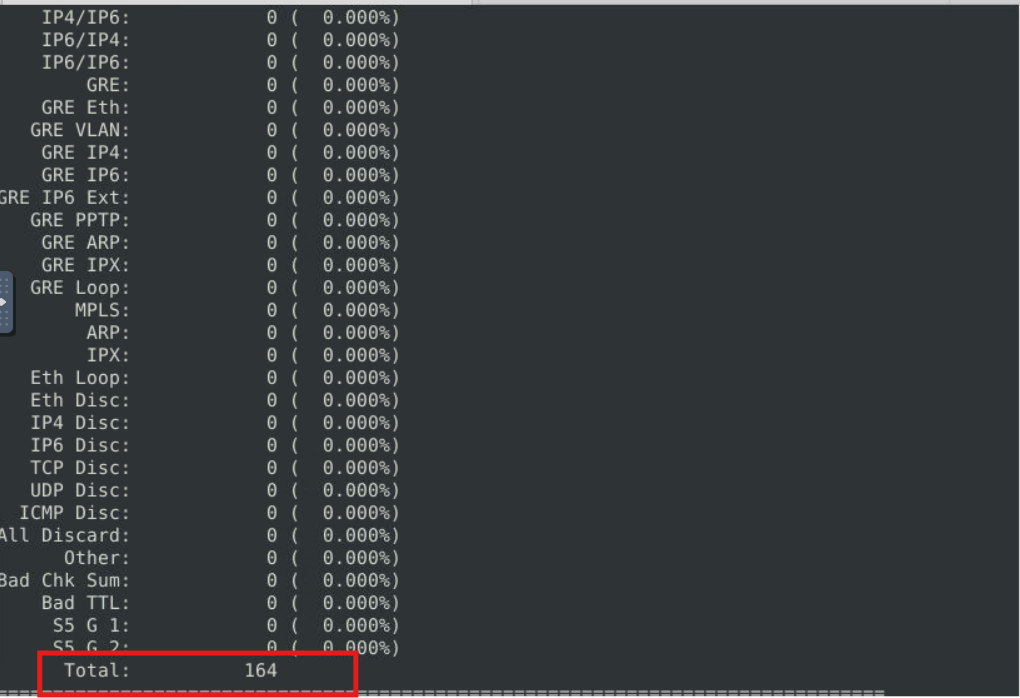 IP4/IP6: 0 ( 0.000%)
IP6/IP4: 0 ( 0.000%)
IP6/IP6: 0 ( 0.000%)
GRE: 0 ( 0.000%)
GRE Eth: 0 ( 0.000%)
GRE VLAN: 0 ( 0.000%)
GRE IP4: 0 ( 0.000%)
GRE IP6: 0 ( 0.000%)
GRE IP6 Ext: 0 ( 0.000%)
GRE PPTP: 0 ( 0.000%)
GRE ARP: 0 ( 0.000%)
GRE IPX: 0 ( 0.000%)
GRE Loop: 0 ( 0.000%)
MPLS: 0 ( 0.000%)
ARP: 0 ( 0.000%)
IPX: 0 ( 0.000%)
Eth Loop: 0 ( 0.000%)
Eth Disc: 0 ( 0.000%)
IP4 Disc: 0 ( 0.000%)
IP6 Disc: 0 ( 0.000%)
TCP Disc: 0 ( 0.000%)
UDP Disc: 0 ( 0.000%)
ICMP Disc: 0 ( 0.000%)
All Discard: 0 ( 0.000%)
Other: 0 ( 0.000%)
Bad Chk Sum: 0 ( 0.000%)
Bad TTL: 0 ( 0.000%)
S5 G 1: 0 ( 0.000%)
S5 G 2: 0 ( 0.000%)
Total: 164
===============================================================================